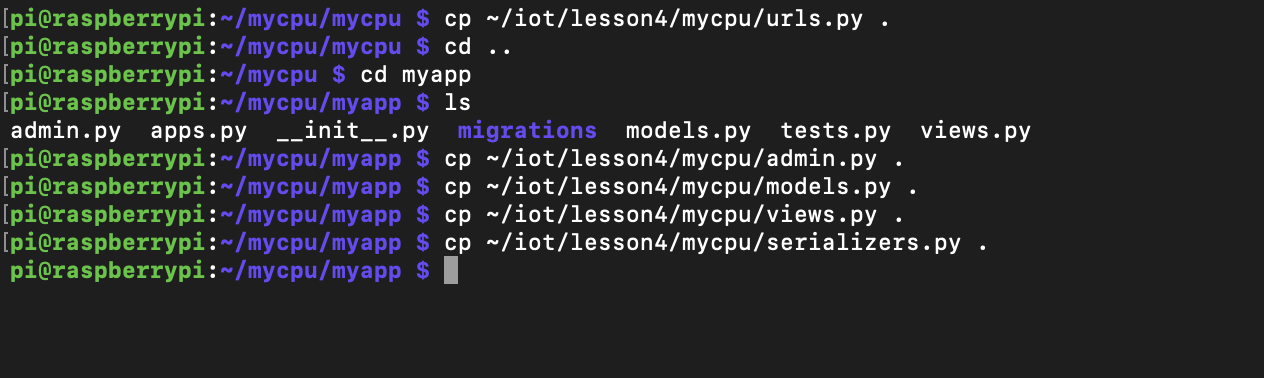 [pi@raspberrypi:~/mycpu/mycpu $ cp ~/iot/lesson4/mycpu/urls.py .
[pi@raspberrypi:~/mycpu/mycpu $ cd ..
[pi@raspberrypi:~/mycpu $ cd myapp
[pi@raspberrypi:~/mycpu/myapp $ ls
admin.py  apps.py  __init__.py  migrations  models.py  tests.py  views.py
[pi@raspberrypi:~/mycpu/myapp $ cp ~/iot/lesson4/mycpu/admin.py .
[pi@raspberrypi:~/mycpu/myapp $ cp ~/iot/lesson4/mycpu/models.py .
[pi@raspberrypi:~/mycpu/myapp $ cp ~/iot/lesson4/mycpu/views.py .
[pi@raspberrypi:~/mycpu/myapp $ cp ~/iot/lesson4/mycpu/serializers.py .
pi@raspberrypi:~/mycpu/myapp $